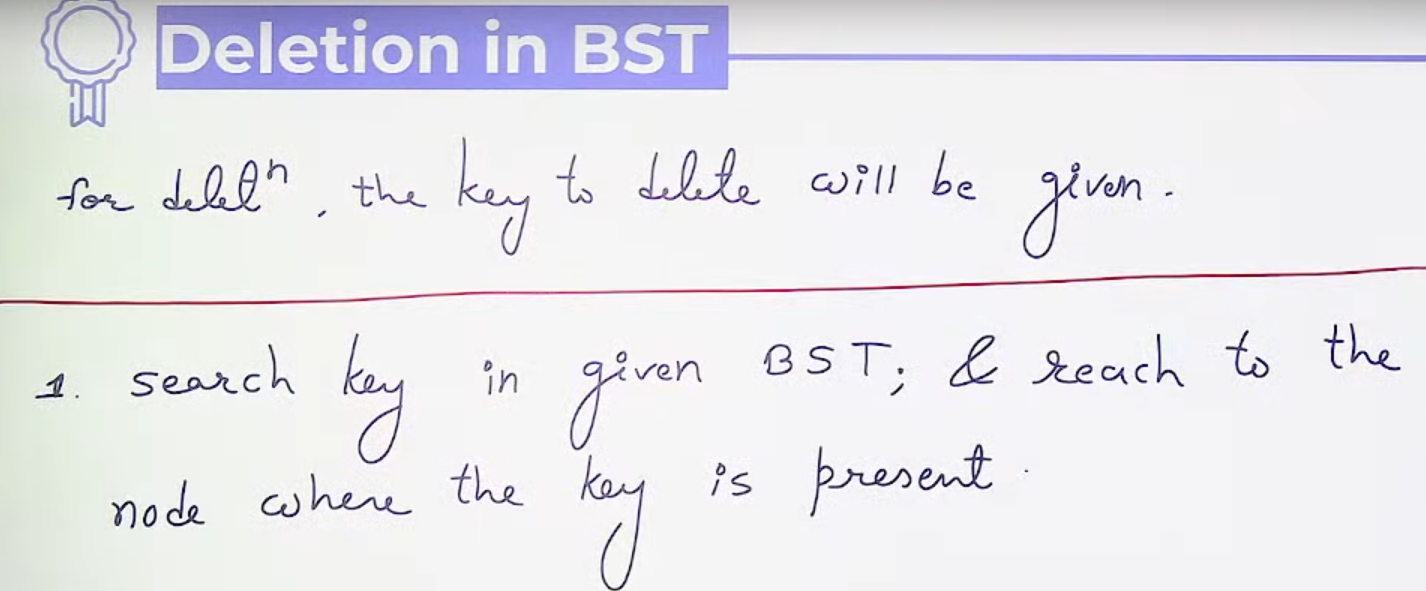 Deletion in BST
for deletⁿ, the key to delete will be given.
1. search key in given BST; & reach to the
node where the key is present.